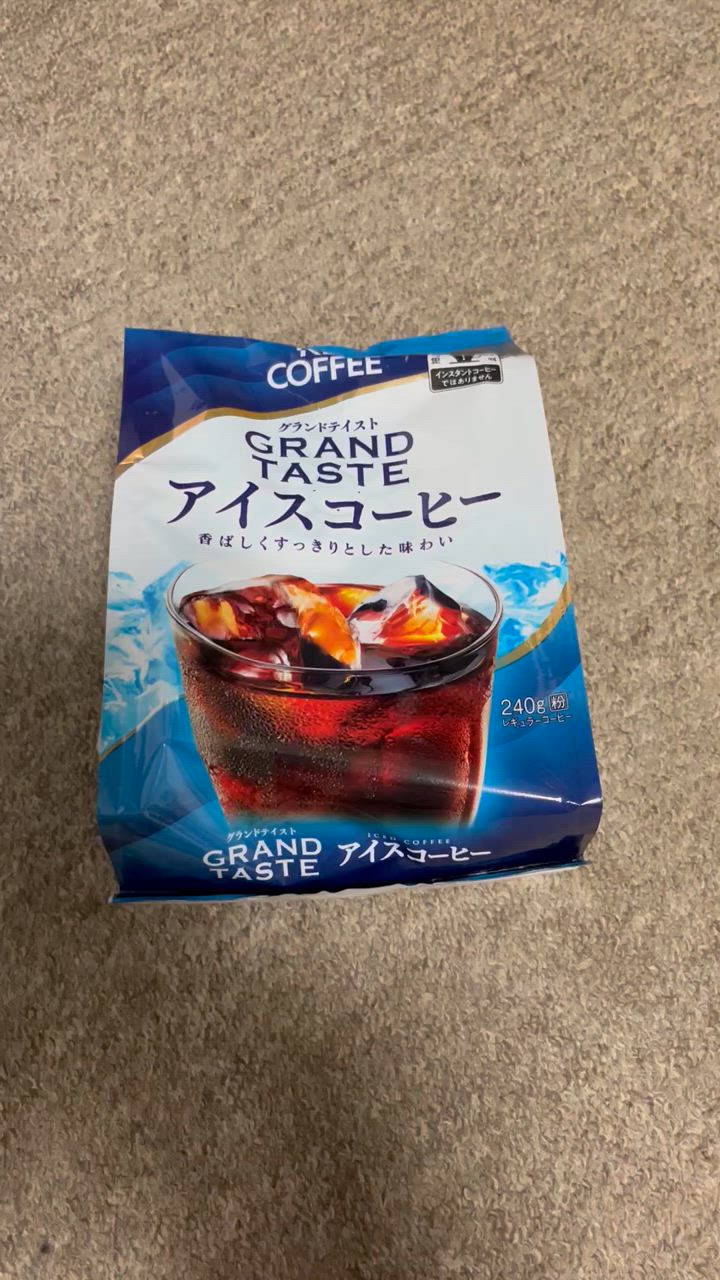 COFFEE
インスタントコーヒー
ではありません
グランドテイスト
GRAND
TASTE
アイスコーヒー
香ばしくすっきりとした味わい
240g 粉
レギュラーコーヒー
グランドテイスト
GRAND
TASTE
ICED COFFEE
アイスコーヒー